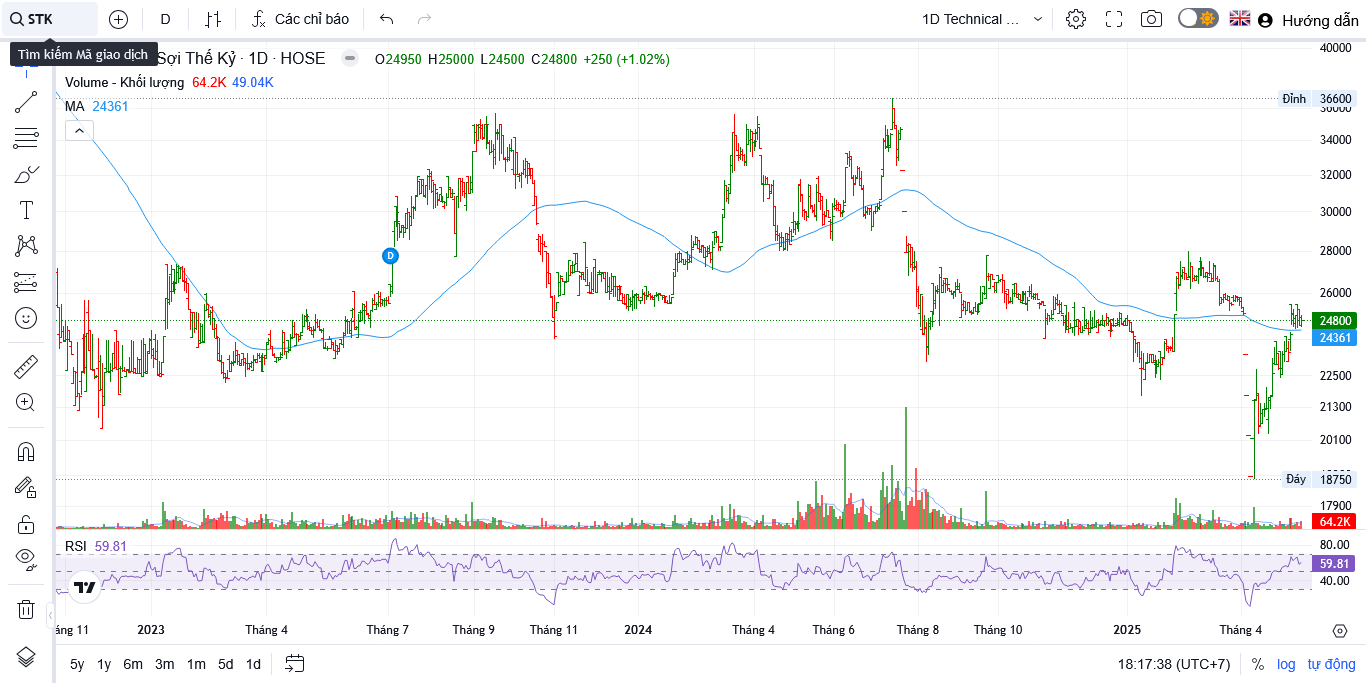 STK
D
Các chỉ báo
1D Technical ...
Hướng dẫn
Tìm kiếm Mã giao dịch
Sợi Thế Kỷ · 1D · HOSE
O24950 H25000 L24500 C24800 +250 (+1.02%)
Volume - Khối lượng 64.2K 49.04K
MA 24361
40000
Đỉnh 36600
36000
34000
32000
30000
28000
D
26000
24800
24361
22500
21300
20100
Đáy 18750
17900
64.2K
RSI 59.81
80.00
59.81
40.00
áng 11 2023 Tháng 4 Tháng 7 Tháng 9 Tháng 11 2024 Tháng 4 Tháng 6 Tháng 8 Tháng 10 2025 Tháng 4
5y 1y 6m 3m 1m 5d 1d
18:17:38 (UTC+7) % log tự động